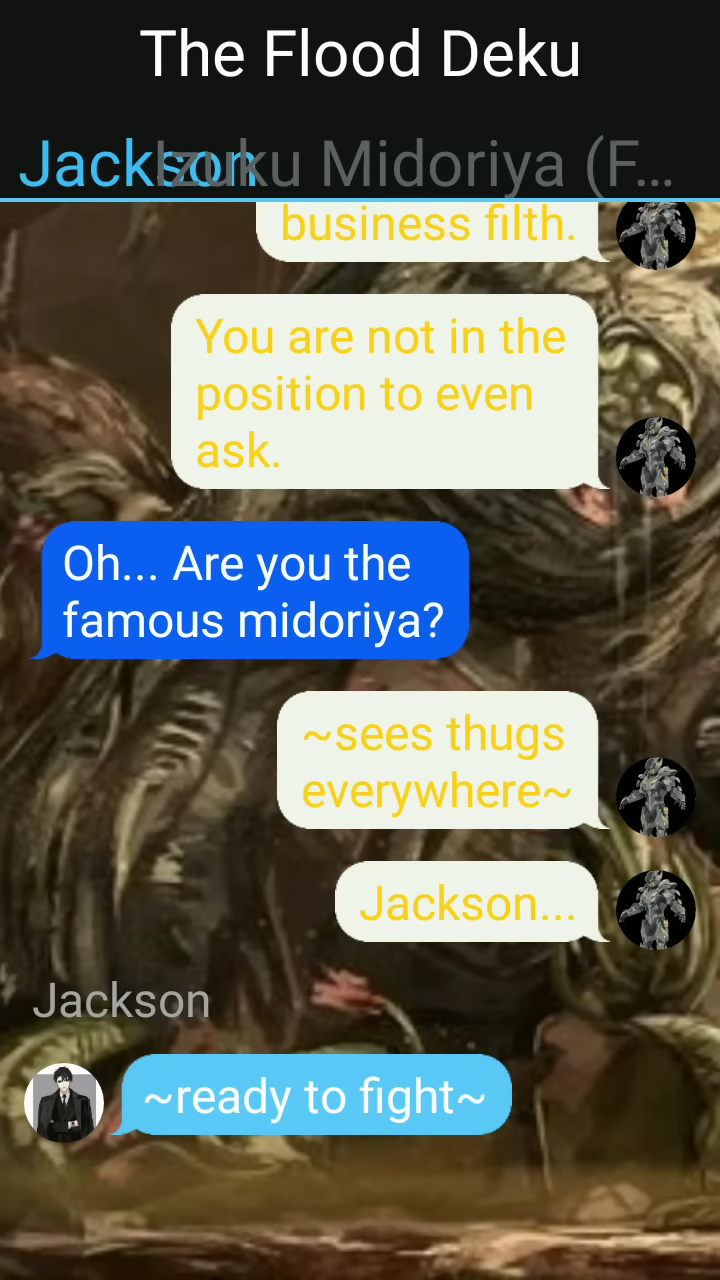 The Flood Deku
Jackson Izuku Midoriya (F...
business filth.
You are not in the
position to even
ask.
Oh... Are you the
famous midoriya?
~sees thugs
everywhere~
Jackson...
Jackson
~ready to fight~